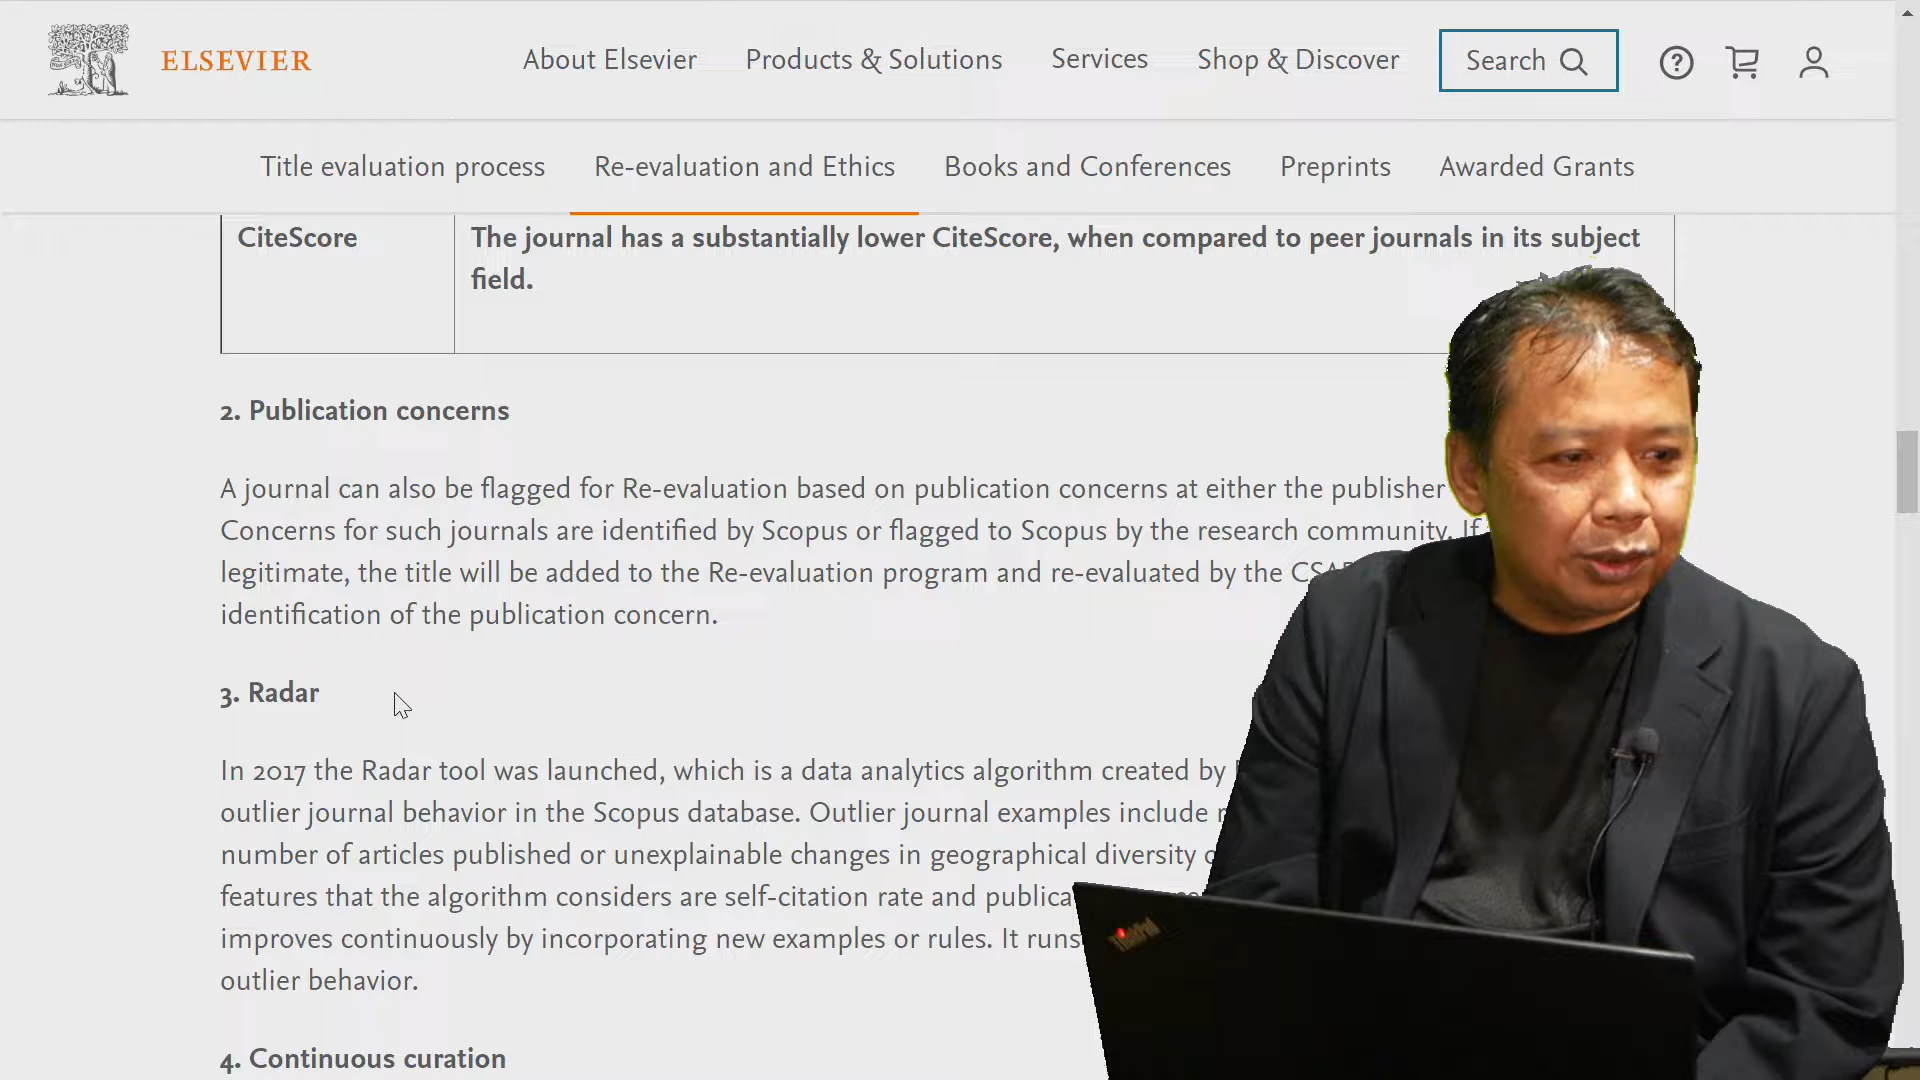 ELSEVIER
About Elsevier
Products & Solutions
Services
Shop & Discover
Search
Title evaluation process
Re-evaluation and Ethics
Books and Conferences
Preprints
Awarded Grants
CiteScore
The journal has a substantially lower CiteScore, when compared to peer journals in its subject
field.
2. Publication concerns
A journal can also be flagged for Re-evaluation based on publication concerns at either the publisher
Concerns for such journals are identified by Scopus or flagged to Scopus by the research community. If
legitimate, the title will be added to the Re-evaluation program and re-evaluated by the
identification of the publication concern.
3. Radar
In 2017 the Radar tool was launched, which is a data analytics algorithm created by
outlier journal behavior in the Scopus database. Outlier journal examples include
number of articles published or unexplainable changes in geographical diversity
features that the algorithm considers are self-citation rate and
improves continuously by incorporating new examples or rules. It runs
outlier behavior.
4. Continuous curation
ThinkPad